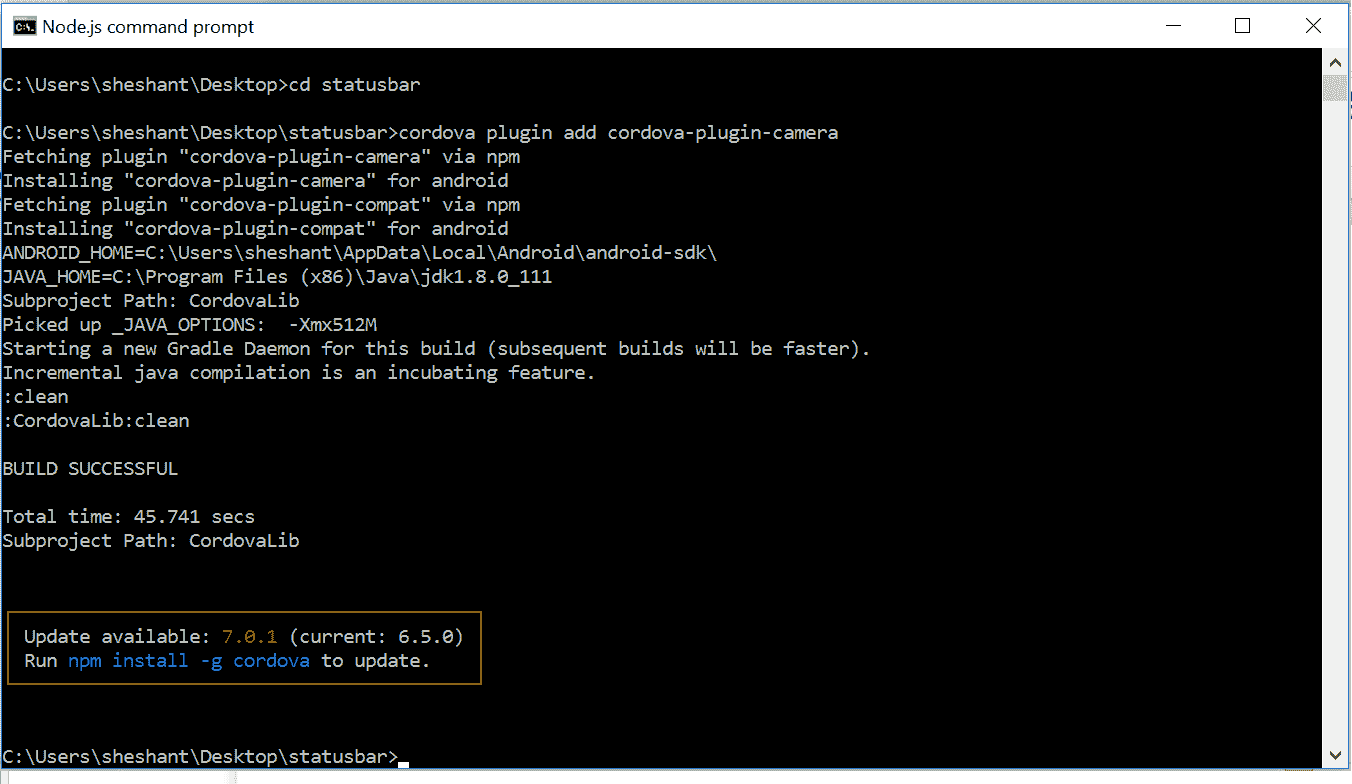 Node.js command prompt
C:\Users\sheshant\Desktop>cd statusbar
C:\Users\sheshant\Desktop\statusbar>cordova plugin add cordova-plugin-camera
Fetching plugin "cordova-plugin-camera" via npm
Installing "cordova-plugin-camera" for android
Fetching plugin "cordova-plugin-compat" via npm
Installing "cordova-plugin-compat" for android
ANDROID_HOME=C:\Users\sheshant\AppData\Local\Android\android-sdk\
JAVA_HOME=C:\Program Files (x86)\Java\jdk1.8.0_111
Subproject Path: CordovaLib
Picked up _JAVA_OPTIONS:  -Xmx512M
Starting a new Gradle Daemon for this build (subsequent builds will be faster).
Incremental java compilation is an incubating feature.
:clean
:CordovaLib:clean
BUILD SUCCESSFUL
Total time: 45.741 secs
Subproject Path: CordovaLib
Update available: 7.0.1 (current: 6.5.0)
Run npm install -g cordova to update.
C:\Users\sheshant\Desktop\statusbar>